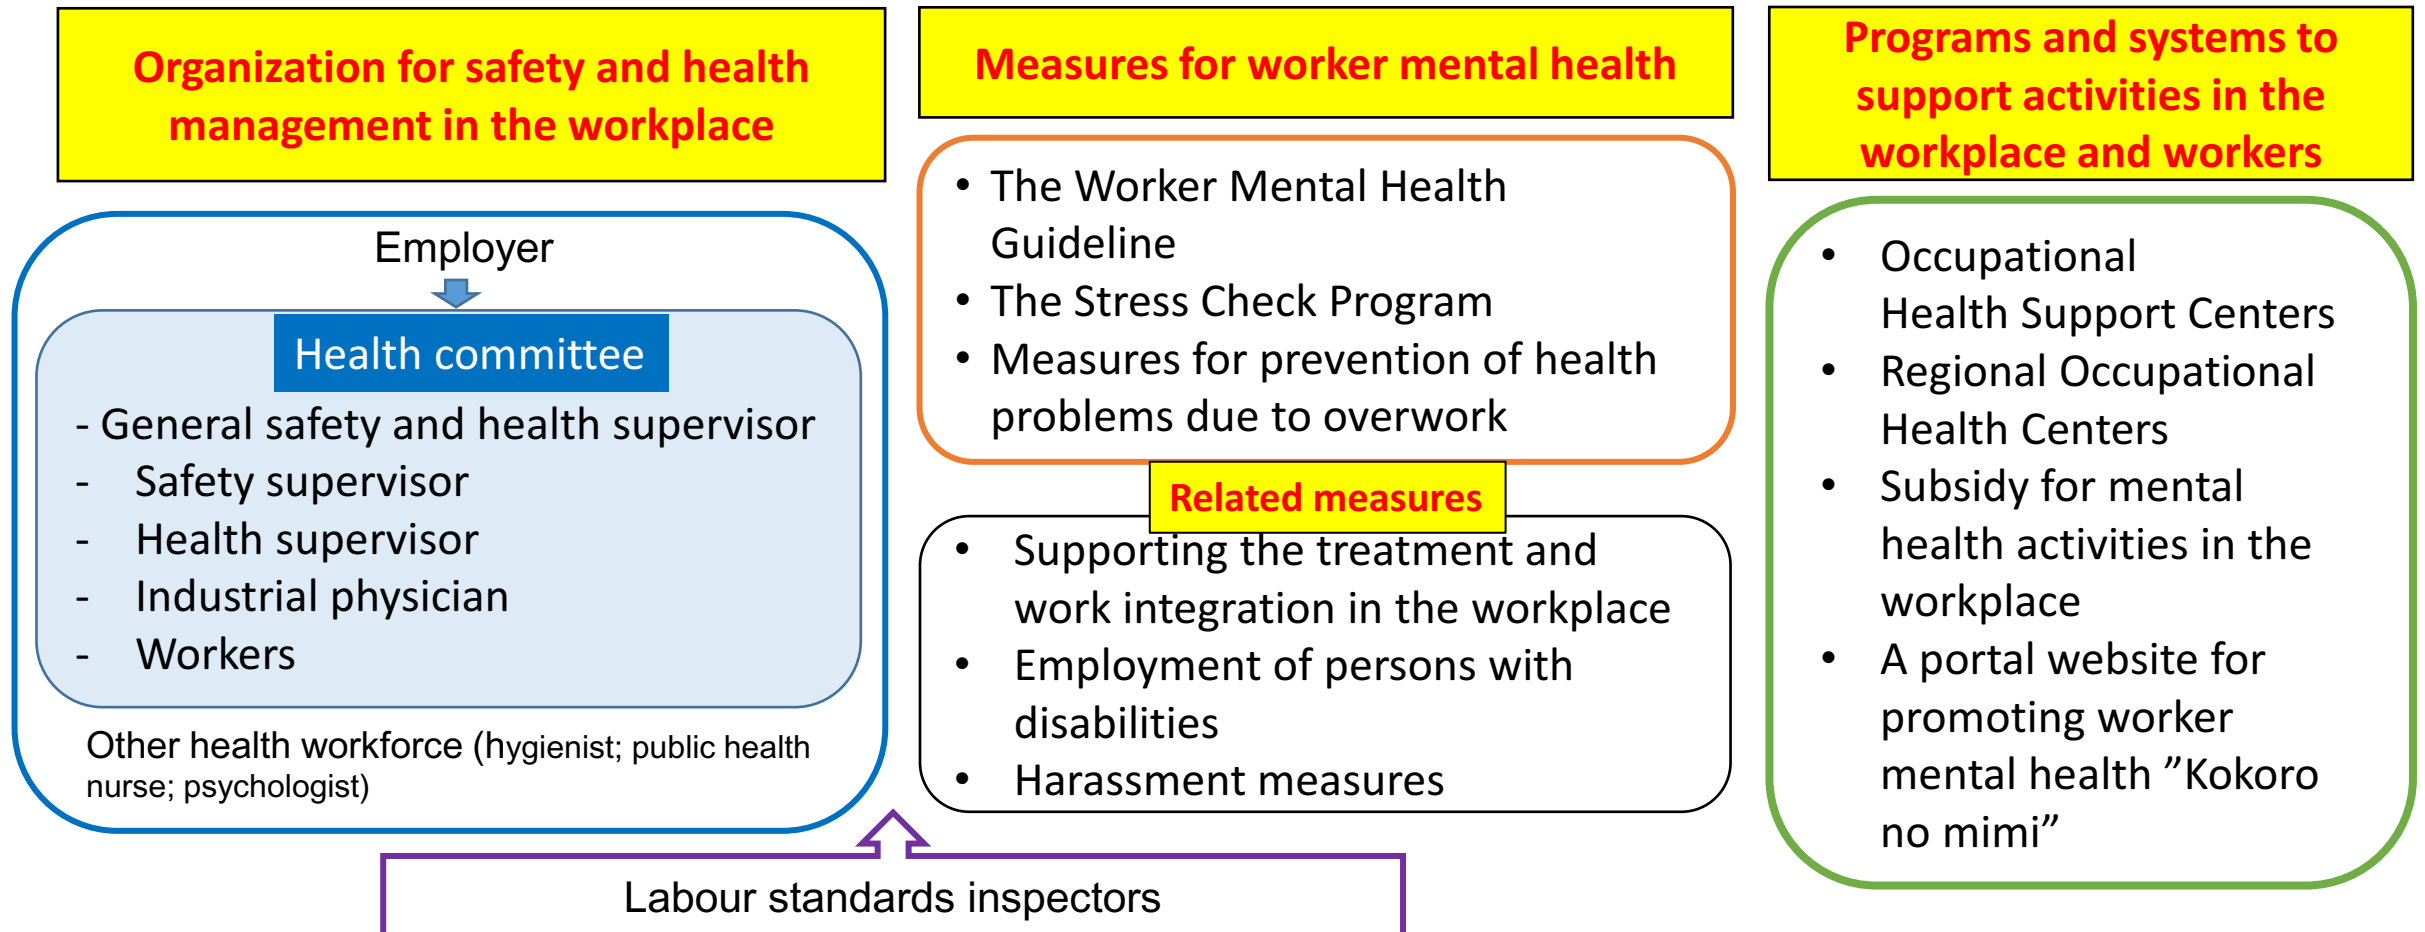 Organization for safety and health
management in the workplace
Employer
Health committee
- General safety and health supervisor
- Safety supervisor
- Health supervisor
- Industrial physician
- Workers
Other health workforce (hygienist; public health
nurse; psychologist)
Measures for worker mental health
• The Worker Mental Health
Guideline
• The Stress Check Program
• Measures for prevention of health
problems due to overwork
Related measures
• Supporting the treatment and
work integration in the workplace
• Employment of persons with
disabilities
• Harassment measures
Programs and systems to
support activities in the
workplace and workers
• Occupational
Health Support Centers
• Regional Occupational
Health Centers
• Subsidy for mental
health activities in the
workplace
• A portal website for
promoting worker
mental health ”Kokoro
no mimi”
Labour standards inspectors